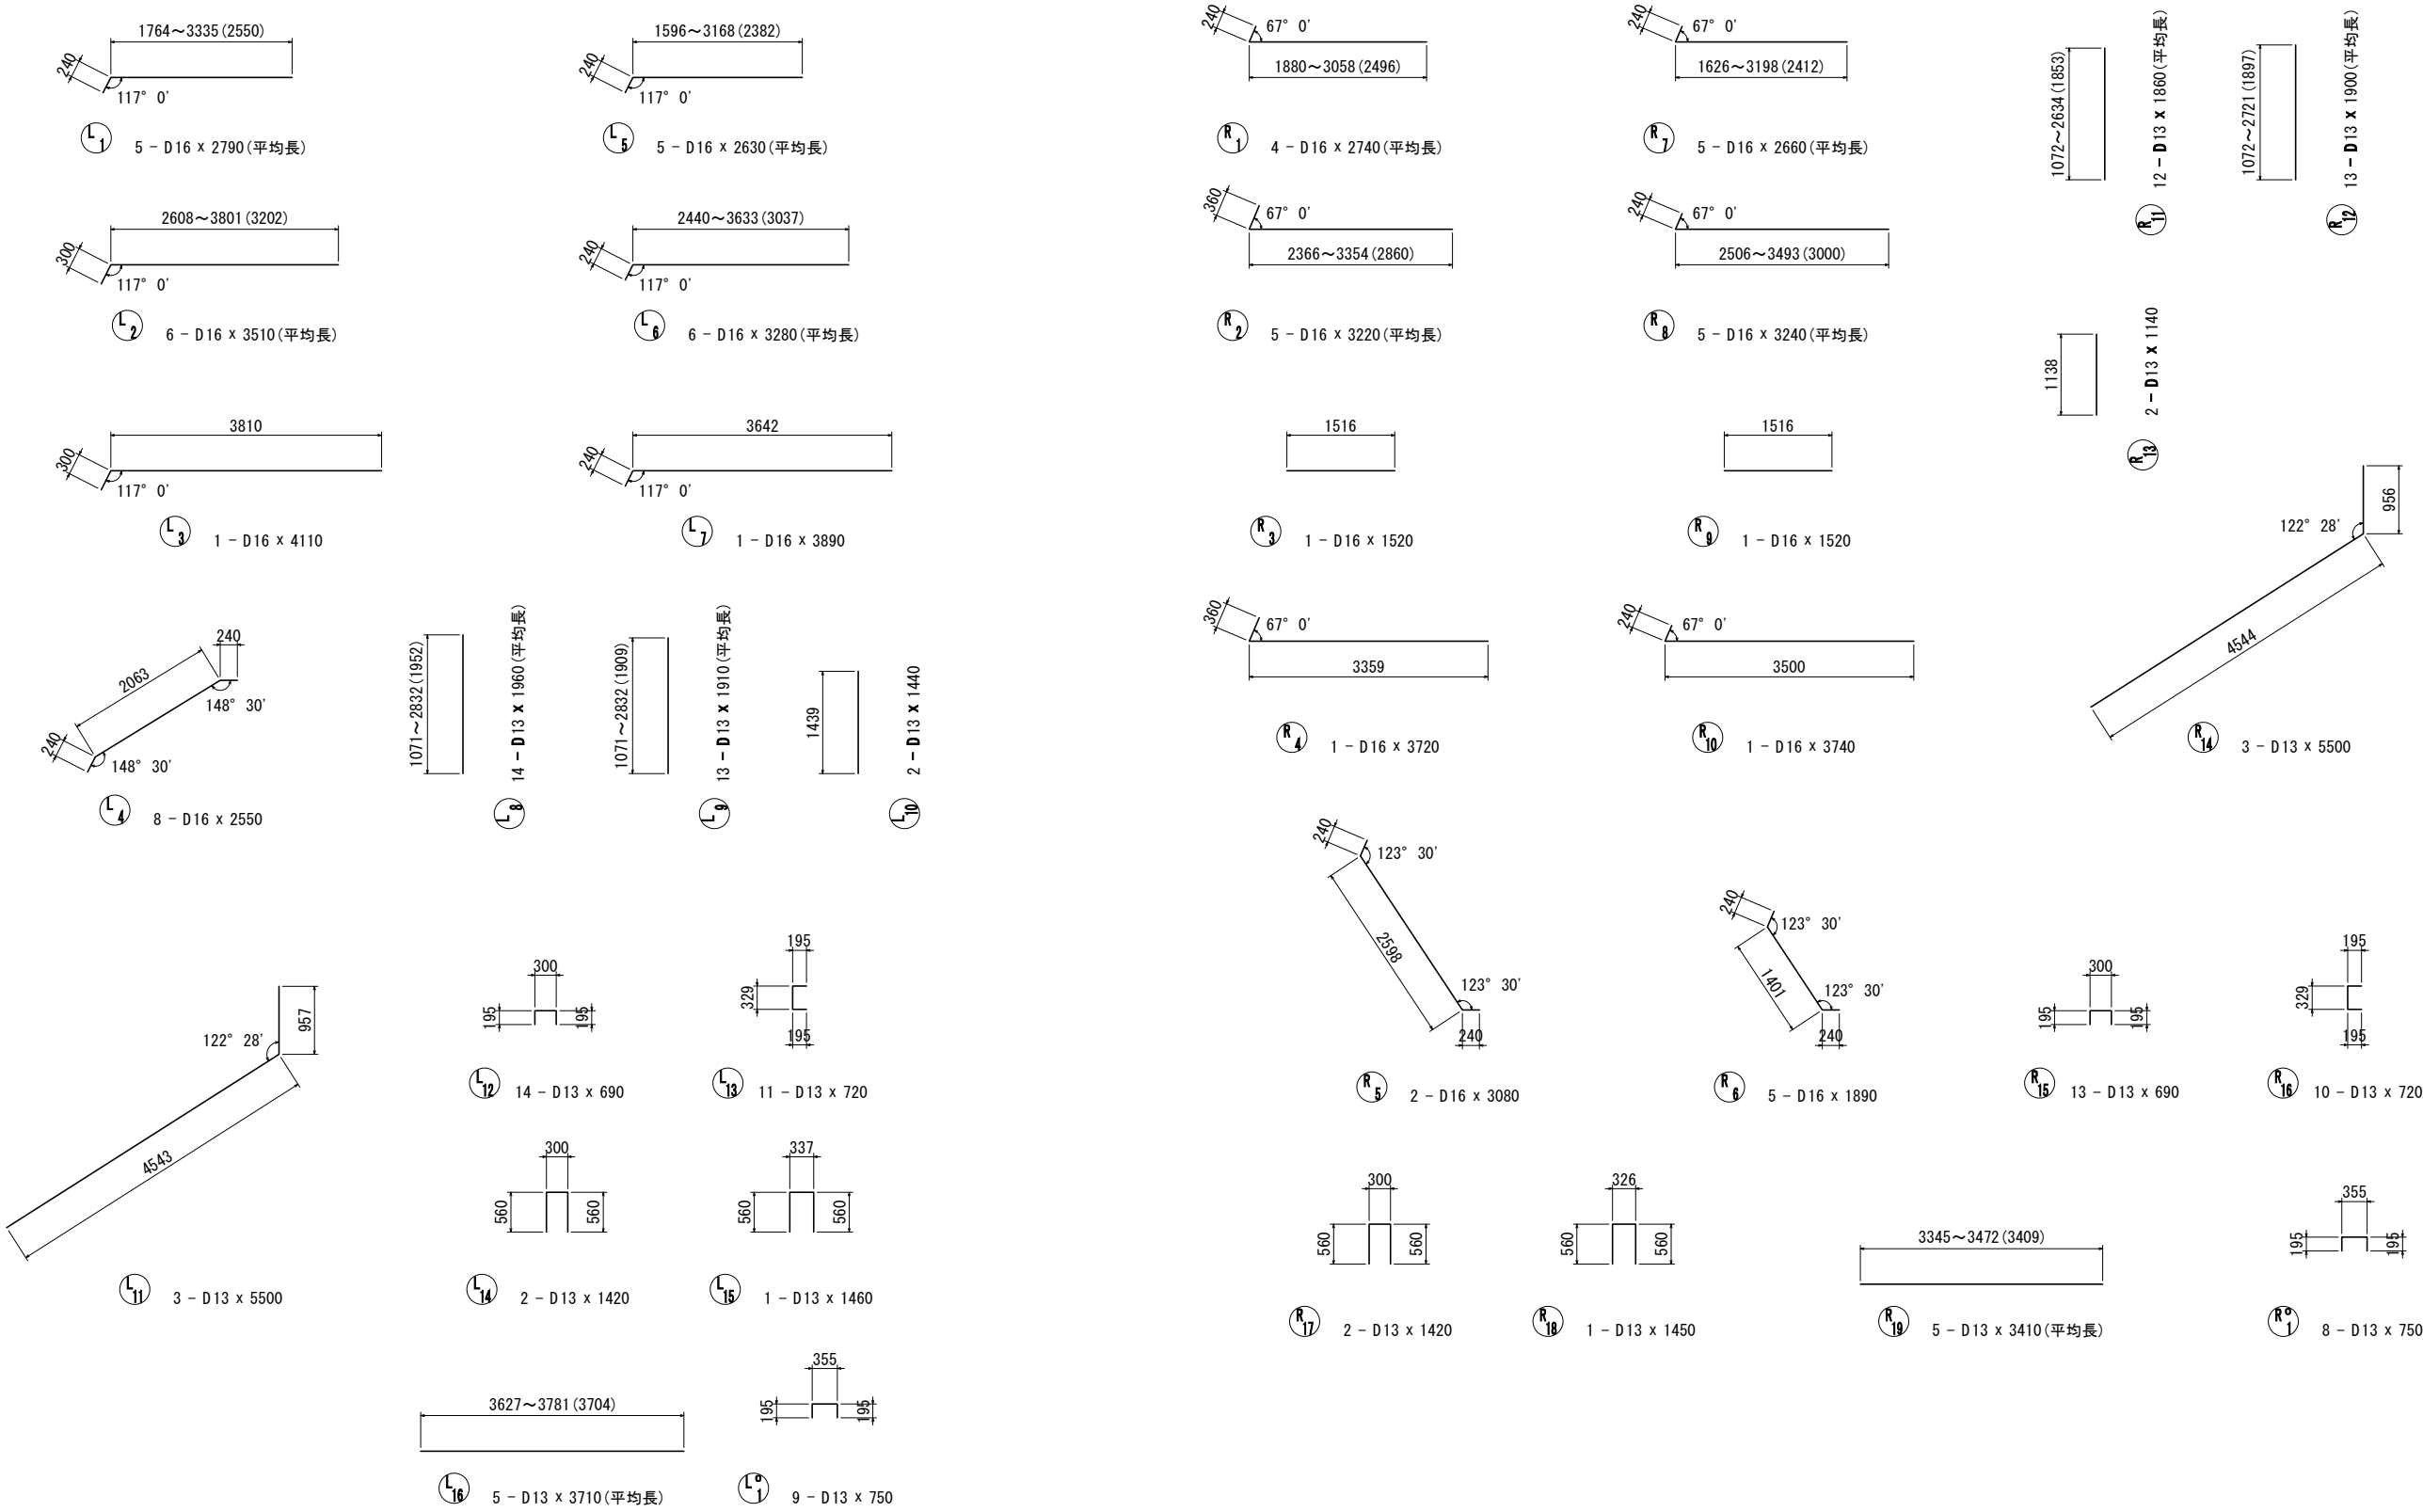 1764～3335(2550)
240
117° 0'
L1 5 - D16 x 2790(平均長)
1596～3168(2382)
240
117° 0'
L5 5 - D16 x 2630(平均長)
240
67° 0'
1880～3058(2496)
R1 4 - D16 x 2740(平均長)
240
67° 0'
1626～3198(2412)
R7 5 - D16 x 2660(平均長)
1072～2634(1853)
R11 12 - D13 x 1860(平均長)
1072～2721(1897)
R12 13 - D13 x 1900(平均長)
2608～3801(3202)
300
117° 0'
L2 6 - D16 x 3510(平均長)
2440～3633(3037)
240
117° 0'
L6 6 - D16 x 3280(平均長)
360
67° 0'
2366～3354(2860)
R2 5 - D16 x 3220(平均長)
240
67° 0'
2506～3493(3000)
R8 5 - D16 x 3240(平均長)
1138
R13 2 - D13 x 1140
3810
300
117° 0'
L3 1 - D16 x 4110
3642
240
117° 0'
L7 1 - D16 x 3890
1516
R3 1 - D16 x 1520
1516
R9 1 - D16 x 1520
956
122° 28'
4544
R14 3 - D13 x 5500
240
2063
148° 30'
240
148° 30'
L4 8 - D16 x 2550
1071～2832(1952)
L8 14 - D13 x 1960(平均長)
1071～2832(1909)
L9 13 - D13 x 1910(平均長)
1439
L10 2 - D13 x 1440
360
67° 0'
3359
R4 1 - D16 x 3720
240
67° 0'
3500
R10 1 - D16 x 3740
240
123° 30'
2598
123° 30'
240
R5 2 - D16 x 3080
240
123° 30'
1401
123° 30'
240
R6 5 - D16 x 1890
300
195
195
R15 13 - D13 x 690
195
329
195
R16 10 - D13 x 720
957
122° 28'
4543
L11 3 - D13 x 5500
300
195
195
L12 14 - D13 x 690
195
329
195
L13 11 - D13 x 720
300
560
560
L14 2 - D13 x 1420
337
560
560
L15 1 - D13 x 1460
300
560
560
R17 2 - D13 x 1420
326
560
560
R18 1 - D13 x 1450
3345～3472(3409)
R19 5 - D13 x 3410(平均長)
355
195
195
R°1 8 - D13 x 750
3627～3781(3704)
L16 5 - D13 x 3710(平均長)
355
195
195
L°1 9 - D13 x 750